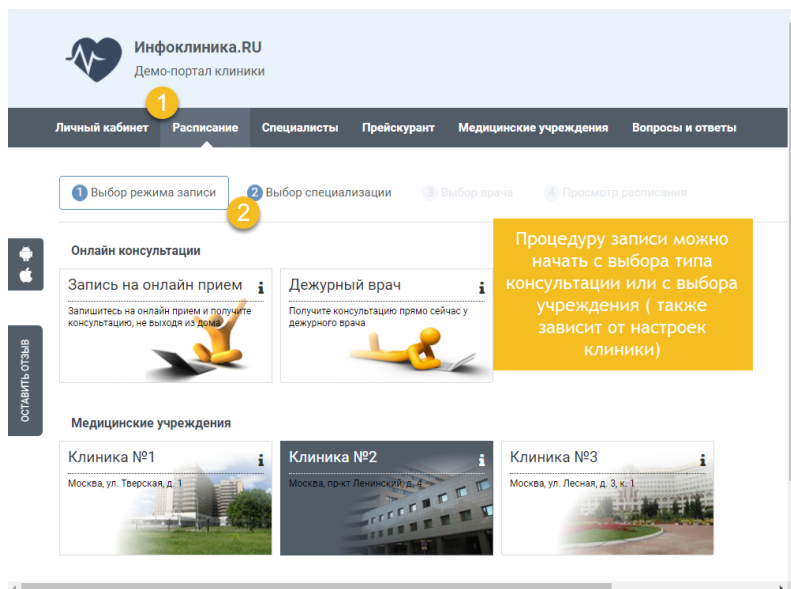 Инфоклиника.RU
Демо-портал клиники
1
Личный кабинет Расписание Специалисты Прейскурант Медицинские учреждения Вопросы и ответы
1 Выбор режима записи 2 Выбор специализации 3 Выбор врача 4 Просмотр расписания
2
Процедуру записи можно
начать с выбора типа
консультации или с выбора
учреждения ( также
зависит от настроек
клиники)
Онлайн консультации
Запись на онлайн прием i
Запишитесь на онлайн прием и получите
консультацию, не выходя из дома
Дежурный врач i
Получите консультацию прямо сейчас у
дежурного врача
ОСТАВИТЬ ОТЗЫВ
Медицинские учреждения
Клиника №1 i
Москва, ул. Тверская, д. 1
Клиника №2 i
Москва, пр-кт Ленинский, д. 4
Клиника №3 i
Москва, ул. Лесная, д. 3, к. 1